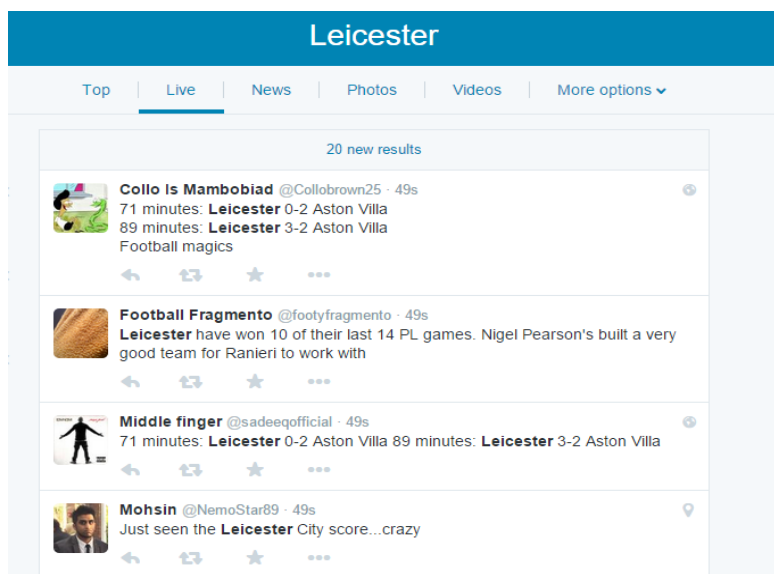 Leicester
Top Live News Photos Videos More options
20 new results
Collo Is Mambobiad @Collobrown25 · 49s
71 minutes: Leicester 0-2 Aston Villa
89 minutes: Leicester 3-2 Aston Villa
Football magics
Football Fragmento @footyfragmento · 49s
Leicester have won 10 of their last 14 PL games. Nigel Pearson's built a very
good team for Ranieri to work with
Middle finger @sadeeqofficial · 49s
71 minutes: Leicester 0-2 Aston Villa 89 minutes: Leicester 3-2 Aston Villa
Mohsin @NemoStar89 · 49s
Just seen the Leicester City score...crazy